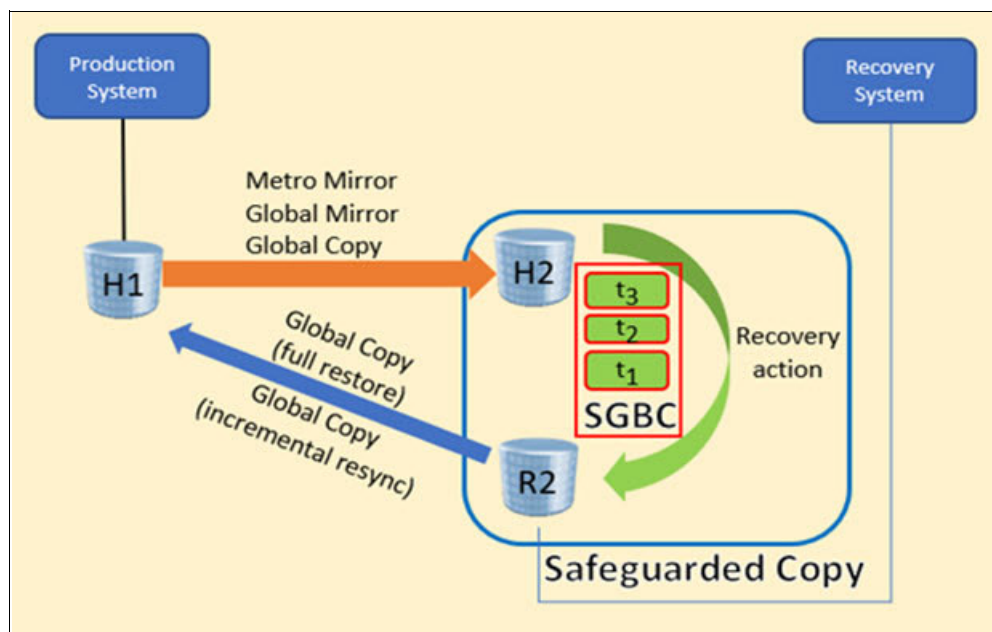 Production
System
Recovery
System
Metro Mirror
Global Mirror
Global Copy
H1
H2
t3
t2
t1
SGBC
Recovery
action
Global Copy
(full restore)
Global Copy
(incremental resync)
R2
Safeguarded Copy